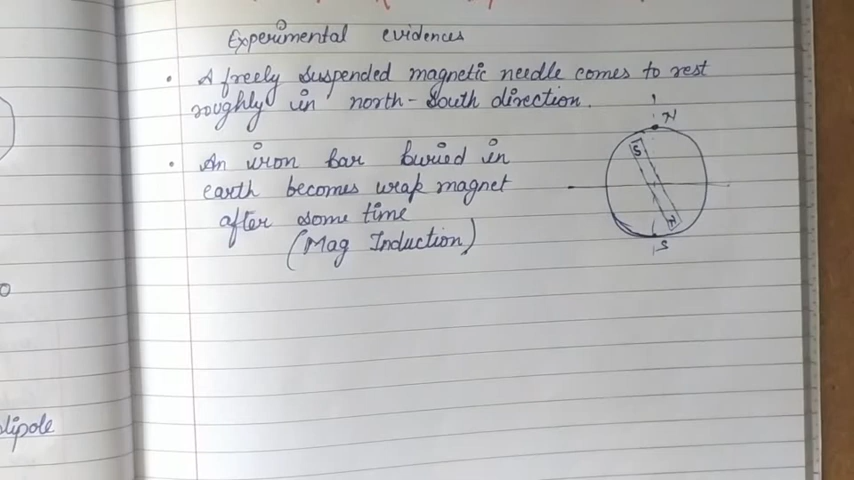 Experimental evidences
• A freely suspended magnetic needle comes to rest
roughly in north-South direction.
• An iron bar buried in
earth becomes wrak magnet
after some time
(Mag Induction)
N
S
N
S
dipole